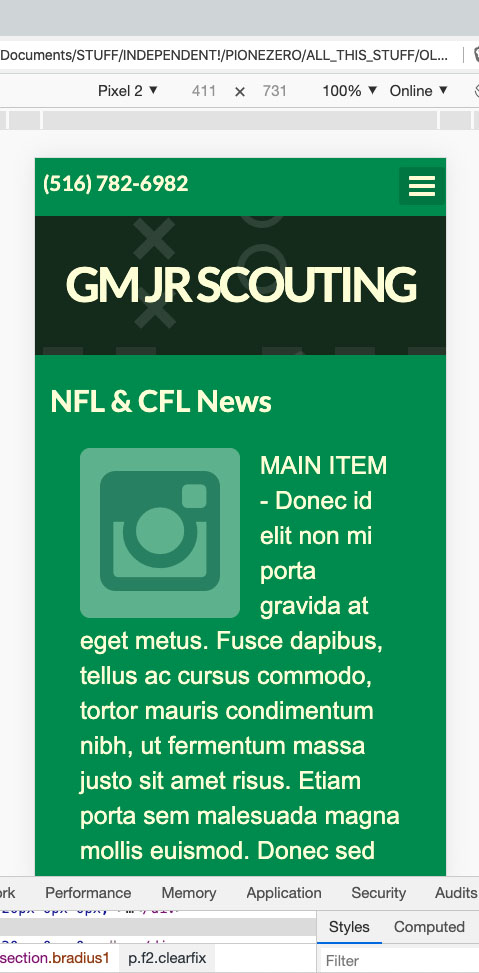 Documents/STUFF/INDEPENDENT!/PIONEZERO/ALL_THIS_STUFF/OL...
Pixel 2 ▼ 411 × 731 100% ▼ Online ▼
(516) 782-6982
GM JR SCOUTING
NFL & CFL News
MAIN ITEM
- Donec id
elit non mi
porta
gravida at
eget metus. Fusce dapibus,
tellus ac cursus commodo,
tortor mauris condimentum
nibh, ut fermentum massa
justo sit amet risus. Etiam
porta sem malesuada magna
mollis euismod. Donec sed
rk Performance Memory Application Security Audits
Styles Computed
section.bradius1 p.f2.clearfix
Filter